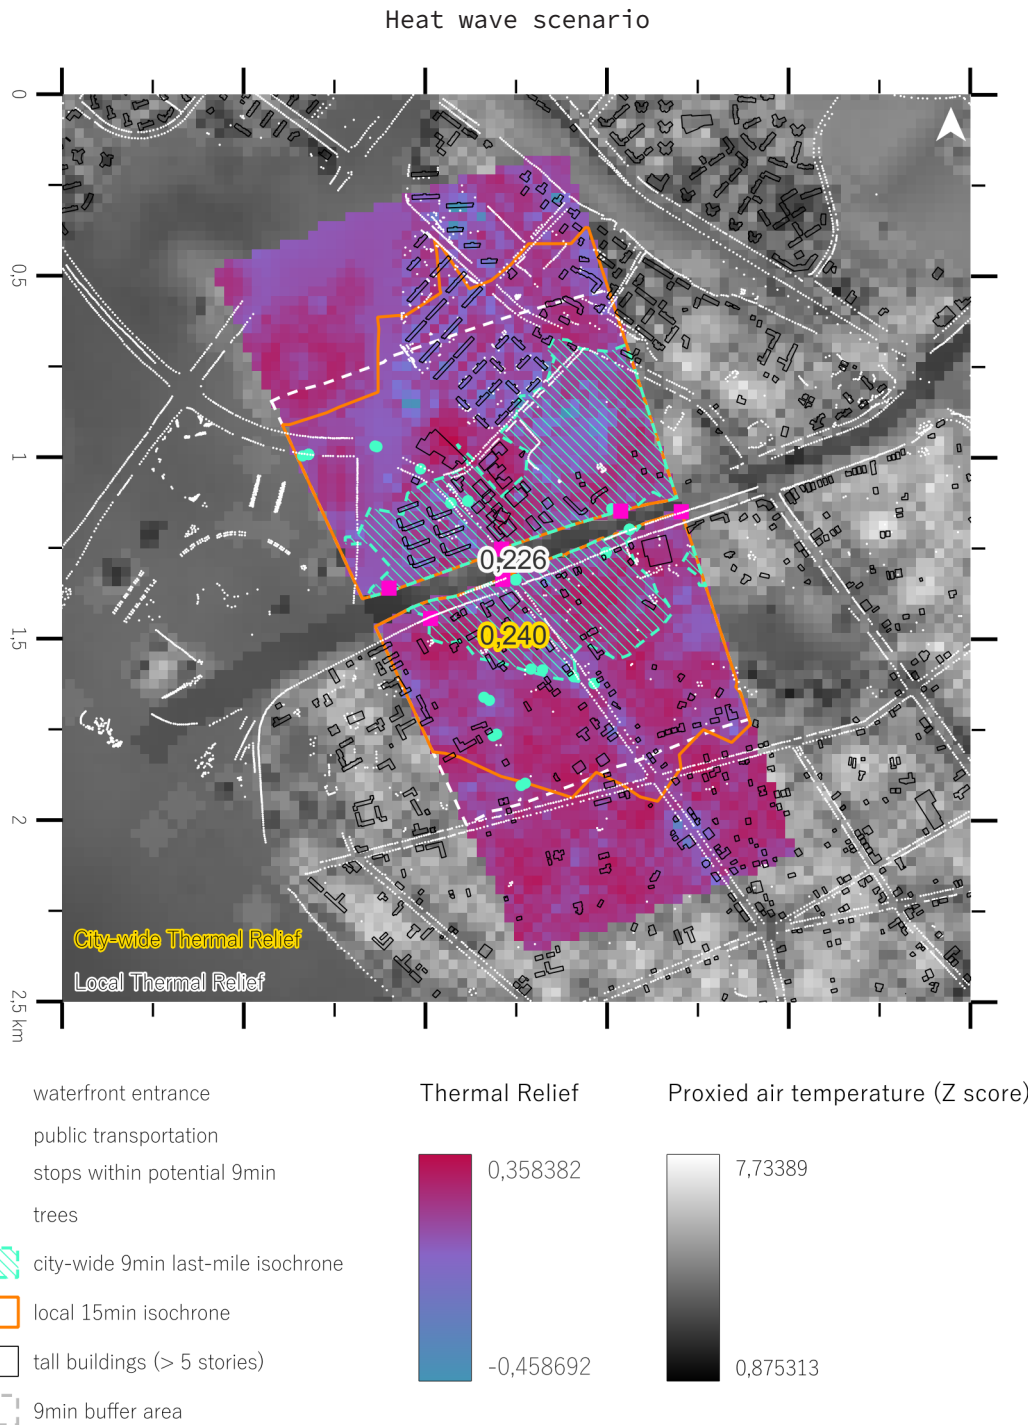 Heat wave scenario
0
0,5
1
1,5
2
2,5 km
0,226
0,240
City-wide Thermal Relief
Local Thermal Relief
waterfront entrance
public transportation
stops within potential 9min
trees
city-wide 9min last-mile isochrone
local 15min isochrone
tall buildings (> 5 stories)
9min buffer area
Thermal Relief
0,358382
-0,458692
Proxied air temperature (Z score)
7,73389
0,875313